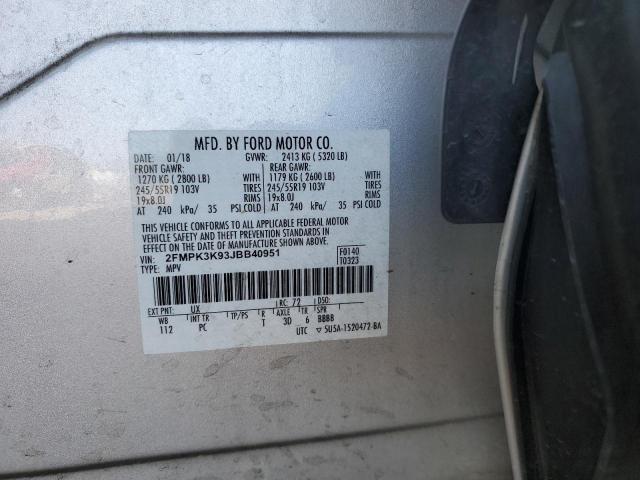 MFD. BY FORD MOTOR CO.
DATE: 01/18 GVWR: 2413 KG ( 5320 LB)
FRONT GAWR: REAR GAWR:
1270 KG ( 2800 LB) WITH 1179 KG ( 2600 LB) WITH
245/55R19 103V TIRES 245/55R19 103V TIRES
19x8.0J RIMS 19x8.0J RIMS
AT 240 kPa/ 35 PSI COLD AT 240 kPa/ 35 PSI COLD
THIS VEHICLE CONFORMS TO ALL APPLICABLE FEDERAL MOTOR
VEHICLE SAFETY AND THEFT PREVENTION STANDARDS IN
EFFECT ON THE DATE OF MANUFACTURE SHOWN ABOVE.
VIN: 2FMPK3K93JBB40951 F0140
TYPE: MPV T0323
EXT PNT: UX RC: 72 DSO:
WB INT TR TP/PS R AXLE TR SPR
112 PC T 3D 6 BBBB
UTC ▽ 5U5A-1520472-BA